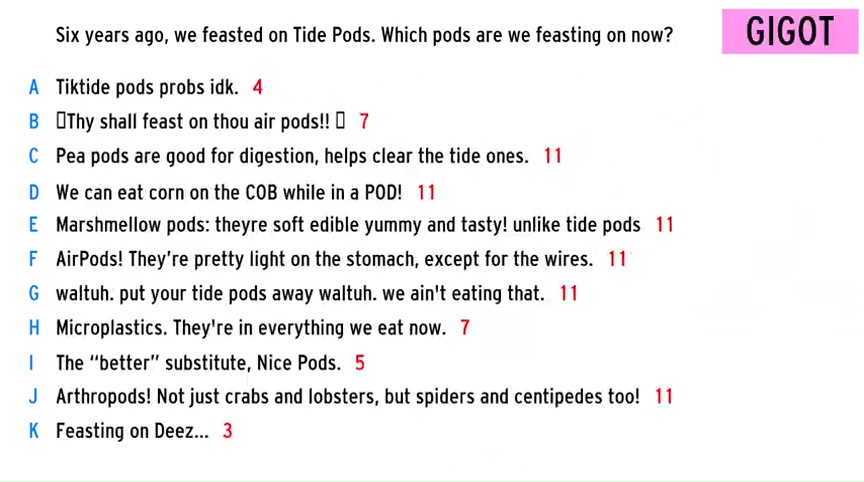 Six years ago, we feasted on Tide Pods. Which pods are we feasting on now?
GIGOT
A Tiktide pods probs idk. 4
B ▯Thy shall feast on thou air pods!! ▯ 7
C Pea pods are good for digestion, helps clear the tide ones. 11
D We can eat corn on the COB while in a POD! 11
E Marshmellow pods: theyre soft edible yummy and tasty! unlike tide pods 11
F AirPods! They’re pretty light on the stomach, except for the wires. 11
G waltuh. put your tide pods away waltuh. we ain't eating that. 11
H Microplastics. They're in everything we eat now. 7
I The “better” substitute, Nice Pods. 5
J Arthropods! Not just crabs and lobsters, but spiders and centipedes too! 11
K Feasting on Deez... 3